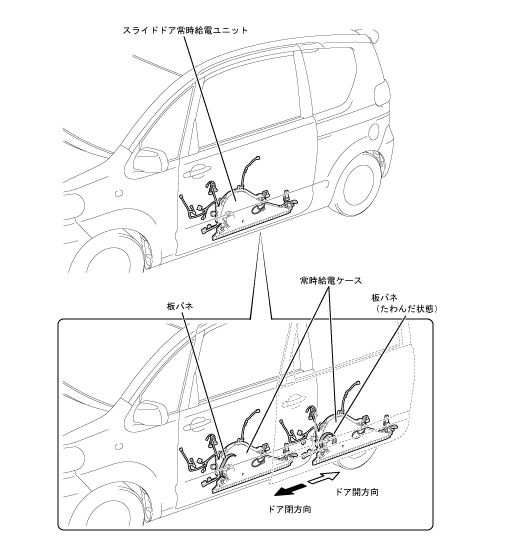 スライドドア常時給電ユニット
常時給電ケース
板バネ
板バネ
（たわんだ状態）
ドア開方向
ドア閉方向